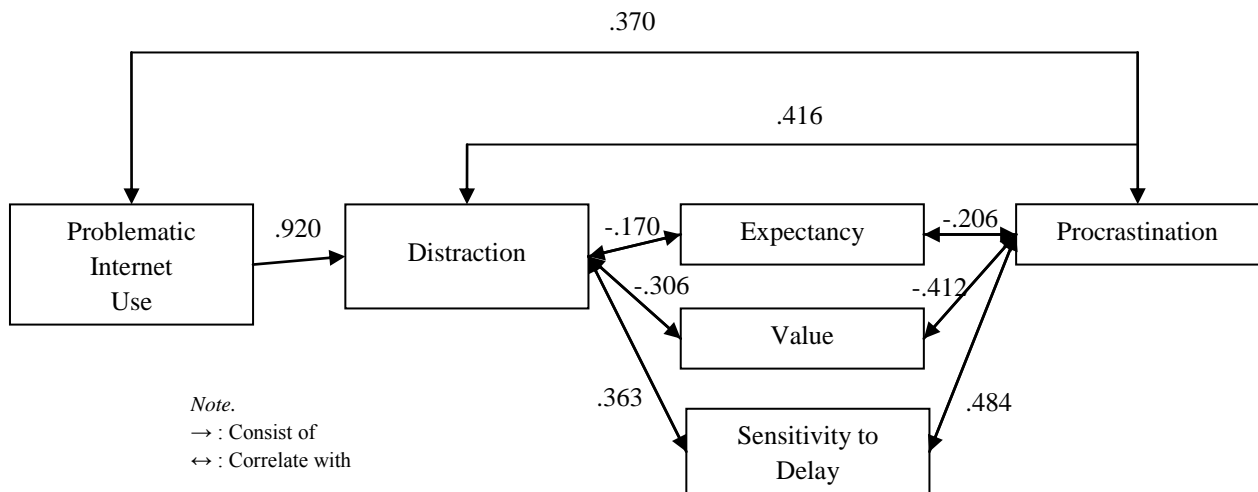 .370
.416
Problematic
Internet
Use
.920
Distraction
-.170
Expectancy
-.206
Procrastination
-.306
-.412
Value
.363
.484
Sensitivity to
Delay
Note.
→ : Consist of
↔ : Correlate with